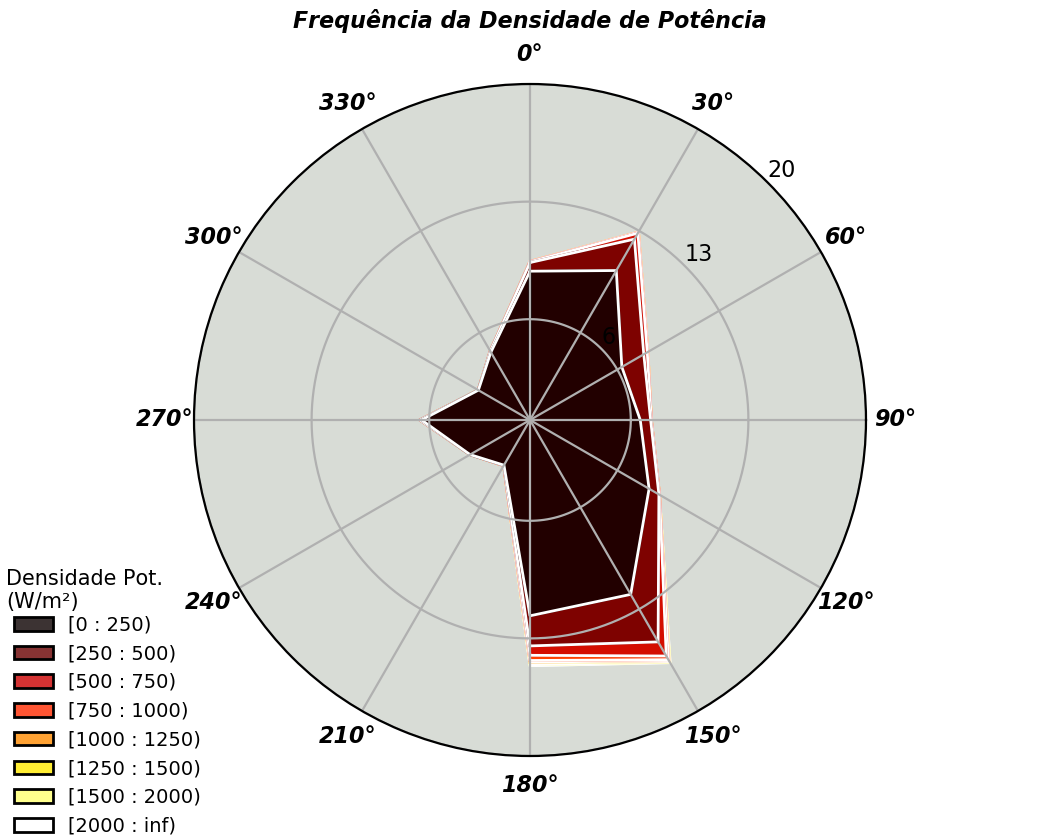 Frequência da Densidade de Potência
0°
330°
30°
20
300°
60°
13
6
270°
90°
Densidade Pot.
(W/m²)
240°
120°
[0 : 250)
[250 : 500)
[500 : 750)
[750 : 1000)
210°
150°
[1000 : 1250)
[1250 : 1500)
180°
[1500 : 2000)
[2000 : inf)